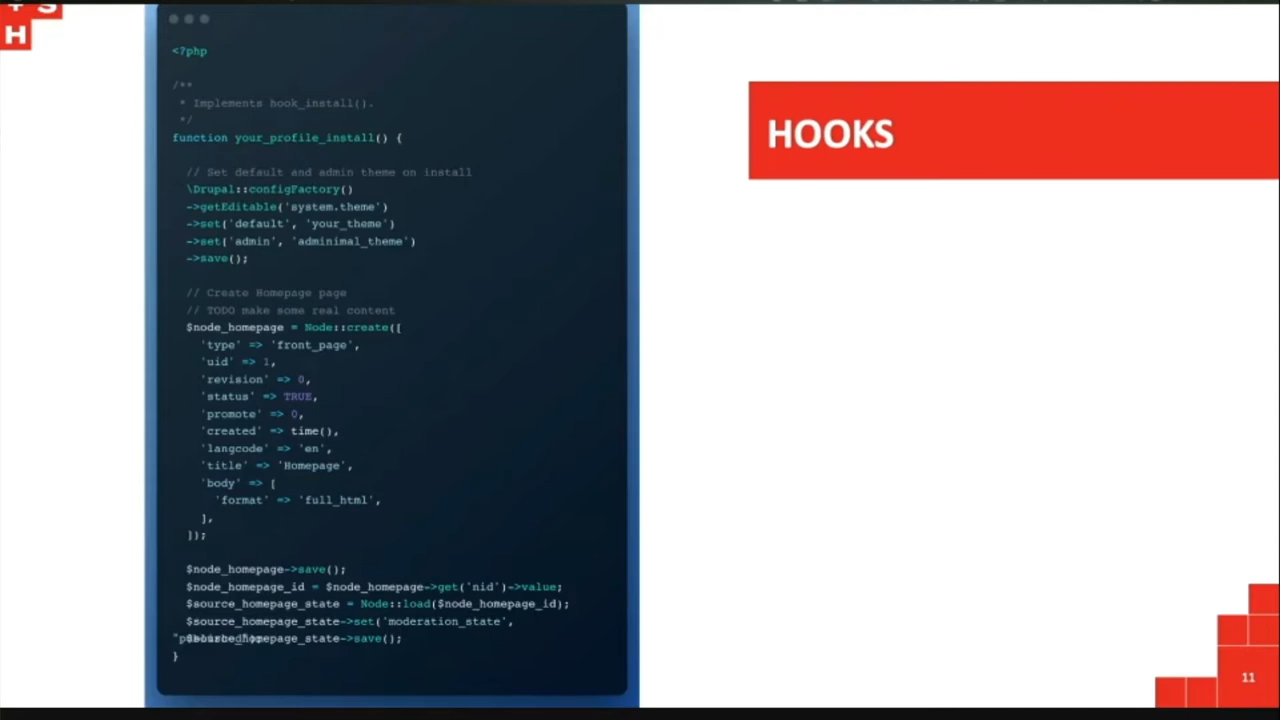 + S
H
<?php
/**
* Implements hook_install().
*/
function your_profile_install() {
// Set default and admin theme on install
\Drupal::configFactory()
->getEditable('system.theme')
->set('default', 'your_theme')
->set('admin', 'adminimal_theme')
->save();
// Create Homepage page
// TODO make some real content
$node_homepage = Node::create([
'type' => 'front_page',
'uid' => 1,
'revision' => 0,
'status' => TRUE,
'promote' => 0,
'created' => time(),
'langcode' => 'en',
'title' => 'Homepage',
'body' => [
'format' => 'full_html',
],
]);
$node_homepage->save();
$node_homepage_id = $node_homepage->get('nid')->value;
$source_homepage_state = Node::load($node_homepage_id);
$source_homepage_state->set('moderation_state',
$source_homepage_state->save();
}
HOOKS
11